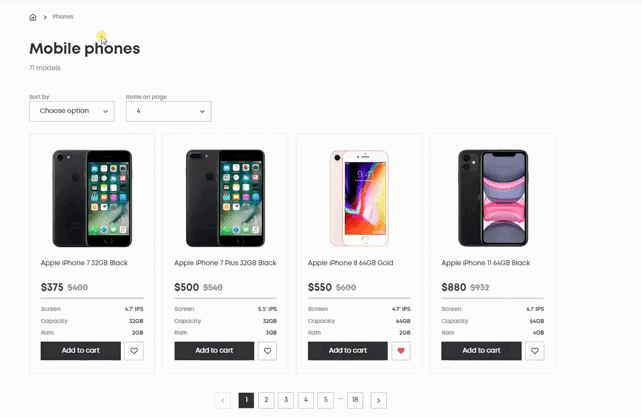 Phones
Mobile phones
71 models
Sort by
Items on page
Choose option
4
Apple iPhone 7 32GB Black
$375 $400
Screen 4.7' IPS
Capacity 32GB
Ram 2GB
Add to cart
Apple iPhone 7 Plus 32GB Black
$500 $540
Screen 5.5' IPS
Capacity 32GB
Ram 3GB
Add to cart
9:41
Apple iPhone 8 64GB Gold
$550 $600
Screen 4.7' IPS
Capacity 64GB
Ram 2GB
Add to cart
Apple iPhone 11 64GB Black
$880 $932
Screen 6.1' IPS
Capacity 64GB
Ram 4GB
Add to cart
< 1 2 3 4 5 ... 18 >